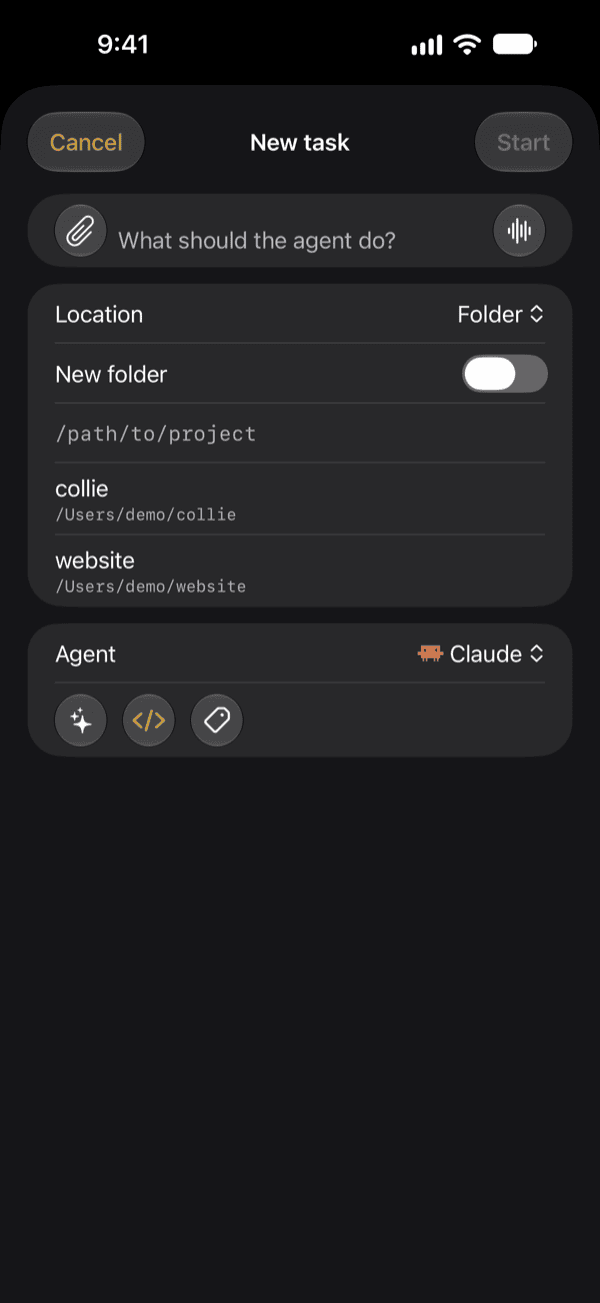 9:41
Cancel
New task
Start
What should the agent do?
Location
Folder
New folder
/path/to/project
collie
/Users/demo/collie
website
/Users/demo/website
Agent
Claude
</>